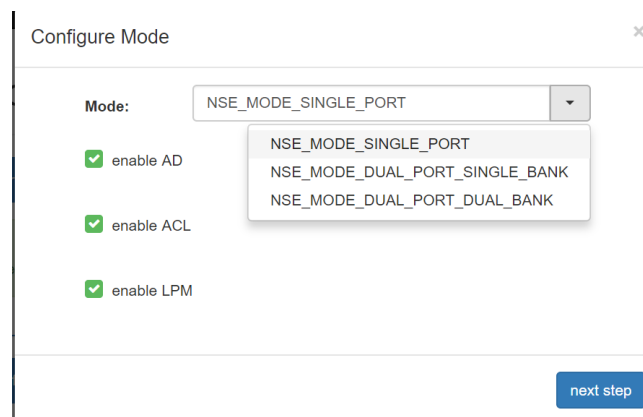 Configure Mode
×
Mode:
NSE_MODE_SINGLE_PORT
NSE_MODE_SINGLE_PORT
NSE_MODE_DUAL_PORT_SINGLE_BANK
NSE_MODE_DUAL_PORT_DUAL_BANK
enable AD
enable ACL
enable LPM
next step